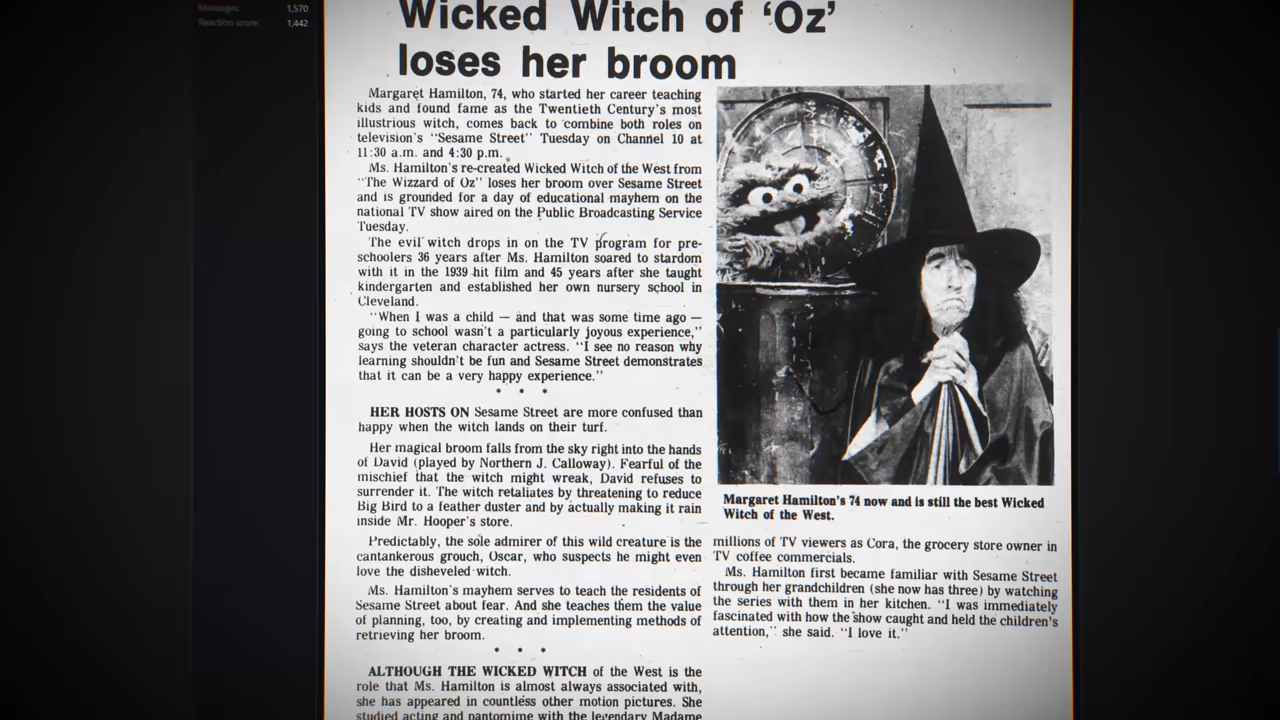 Messages: 1,570
Reaction score: 1,442
Wicked Witch of ‘Oz’
loses her broom
Margaret Hamilton, 74, who started her career teaching
kids and found fame as the Twentieth Century's most
illustrious witch, comes back to combine both roles on
television's "Sesame Street" Tuesday on Channel 10 at
11:30 a.m. and 4:30 p.m.
Ms. Hamilton's re-created Wicked Witch of the West from
"The Wizzard of Oz" loses her broom over Sesame Street
and is grounded for a day of educational mayhem on the
national TV show aired on the Public Broadcasting Service
Tuesday.
The evil witch drops in on the TV program for pre-
schoolers 36 years after Ms. Hamilton soared to stardom
with it in the 1939 hit film and 45 years after she taught
kindergarten and established her own nursery school in
Cleveland.
"When I was a child — and that was some time ago —
going to school wasn't a particularly joyous experience,"
says the veteran character actress. "I see no reason why
learning shouldn't be fun and Sesame Street demonstrates
that it can be a very happy experience."
* * *
HER HOSTS ON Sesame Street are more confused than
happy when the witch lands on their turf.
Her magical broom falls from the sky right into the hands
of David (played by Northern J. Calloway). Fearful of the
mischief that the witch might wreak, David refuses to
surrender it. The witch retaliates by threatening to reduce
Big Bird to a feather duster and by actually making it rain
inside Mr. Hooper's store.
Predictably, the sole admirer of this wild creature is the
cantankerous grouch, Oscar, who suspects he might even
love the disheveled witch.
Ms. Hamilton's mayhem serves to teach the residents of
Sesame Street about fear. And she teaches them the value
of planning, too, by creating and implementing methods of
retrieving her broom.
* * *
ALTHOUGH THE WICKED WITCH of the West is the
role that Ms. Hamilton is almost always associated with,
she has appeared in countless other motion pictures. She
studied acting and pantomime with the legendary Madame
Margaret Hamilton's 74 now and is still the best Wicked
Witch of the West.
millions of TV viewers as Cora, the grocery store owner in
TV coffee commercials.
Ms. Hamilton first became familiar with Sesame Street
through her grandchildren (she now has three) by watching
the series with them in her kitchen. "I was immediately
fascinated with how the show caught and held the children's
attention," she said. "I love it."